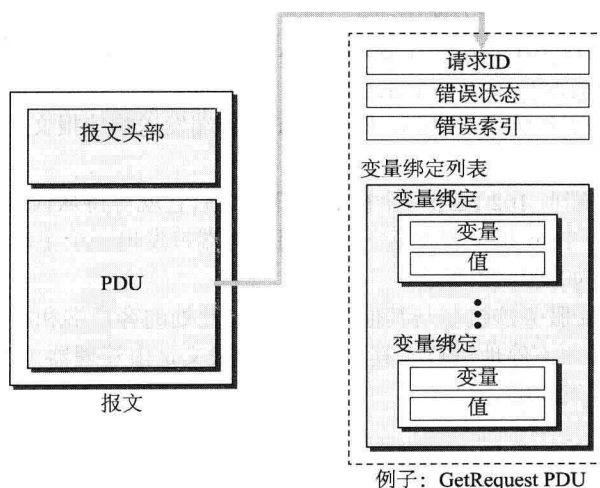 报文头部
PDU
报文
请求ID
错误状态
错误索引
变量绑定列表
变量绑定
变量
值
变量绑定
变量
值
例子：GetRequest PDU